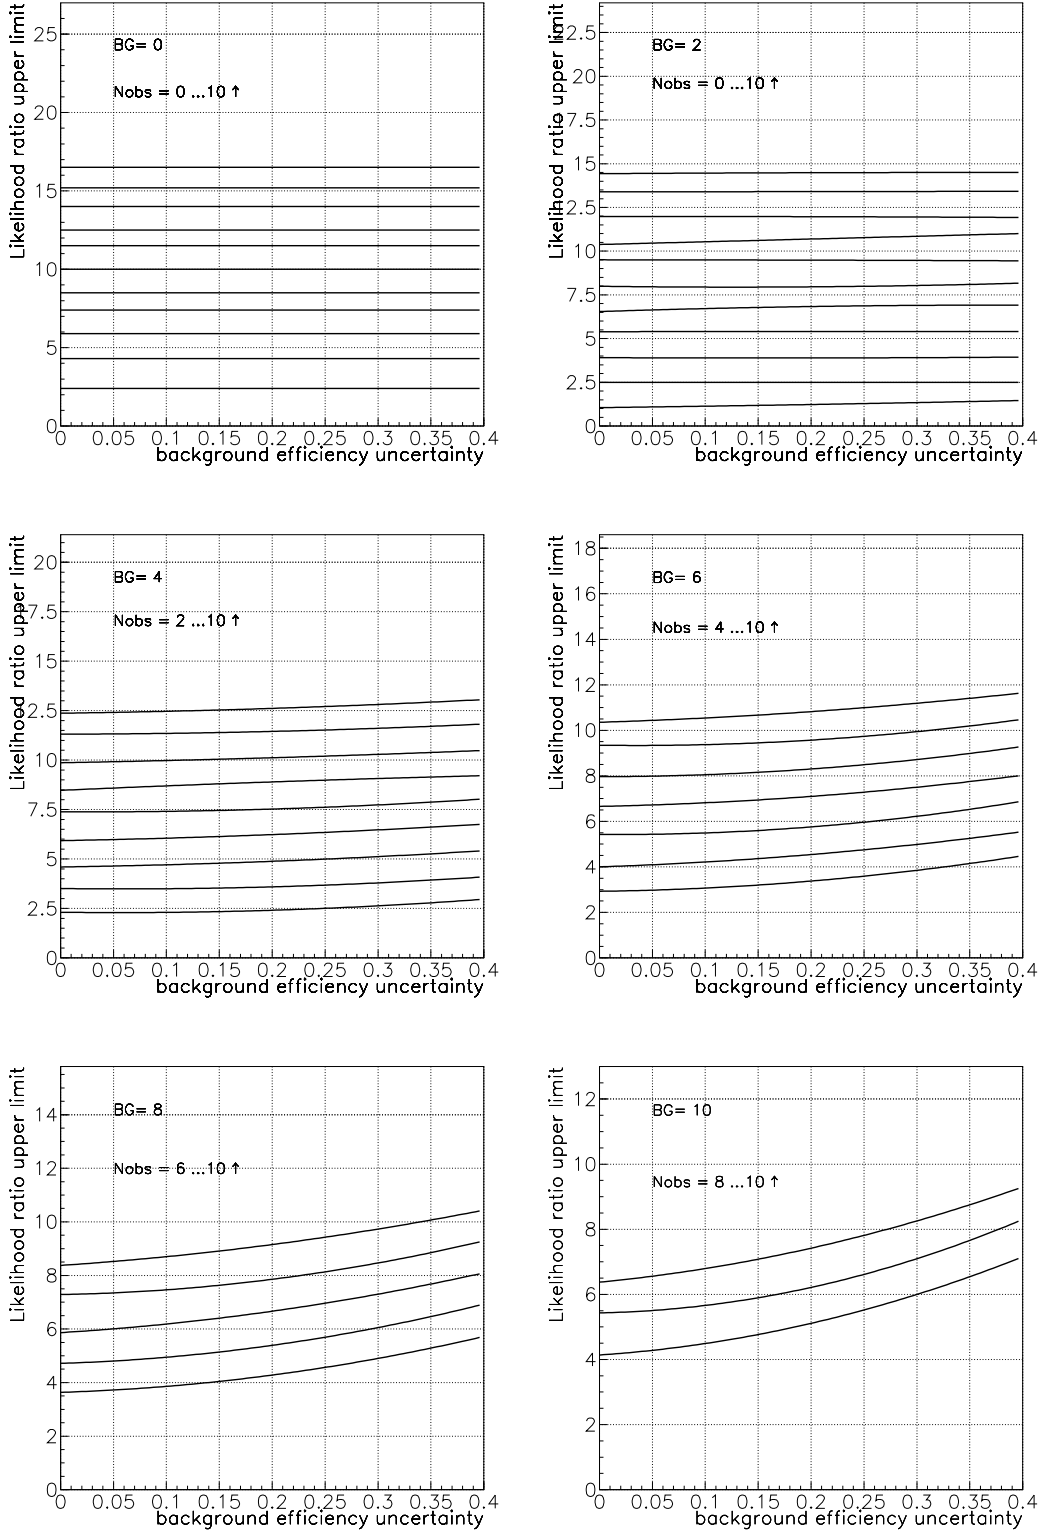 Likelihood ratio upper limit
BG= 0
Nobs = 0 ...10 ↑
25
20
15
10
5
0
0 0.05 0.1 0.15 0.2 0.25 0.3 0.35 0.4
background efficiency uncertainty
Likelihood ratio upper limit
BG= 2
Nobs = 0 ...10 ↑
22.5
20
17.5
15
12.5
10
7.5
5
2.5
0
0 0.05 0.1 0.15 0.2 0.25 0.3 0.35 0.4
background efficiency uncertainty
Likelihood ratio upper limit
BG= 4
Nobs = 2 ...10 ↑
20
17.5
15
12.5
10
7.5
5
2.5
0
0 0.05 0.1 0.15 0.2 0.25 0.3 0.35 0.4
background efficiency uncertainty
Likelihood ratio upper limit
BG= 6
Nobs = 4 ...10 ↑
18
16
14
12
10
8
6
4
2
0
0 0.05 0.1 0.15 0.2 0.25 0.3 0.35 0.4
background efficiency uncertainty
Likelihood ratio upper limit
BG= 8
Nobs = 6 ...10 ↑
14
12
10
8
6
4
2
0
0 0.05 0.1 0.15 0.2 0.25 0.3 0.35 0.4
background efficiency uncertainty
Likelihood ratio upper limit
BG= 10
Nobs = 8 ...10 ↑
12
10
8
6
4
2
0
0 0.05 0.1 0.15 0.2 0.25 0.3 0.35 0.4
background efficiency uncertainty